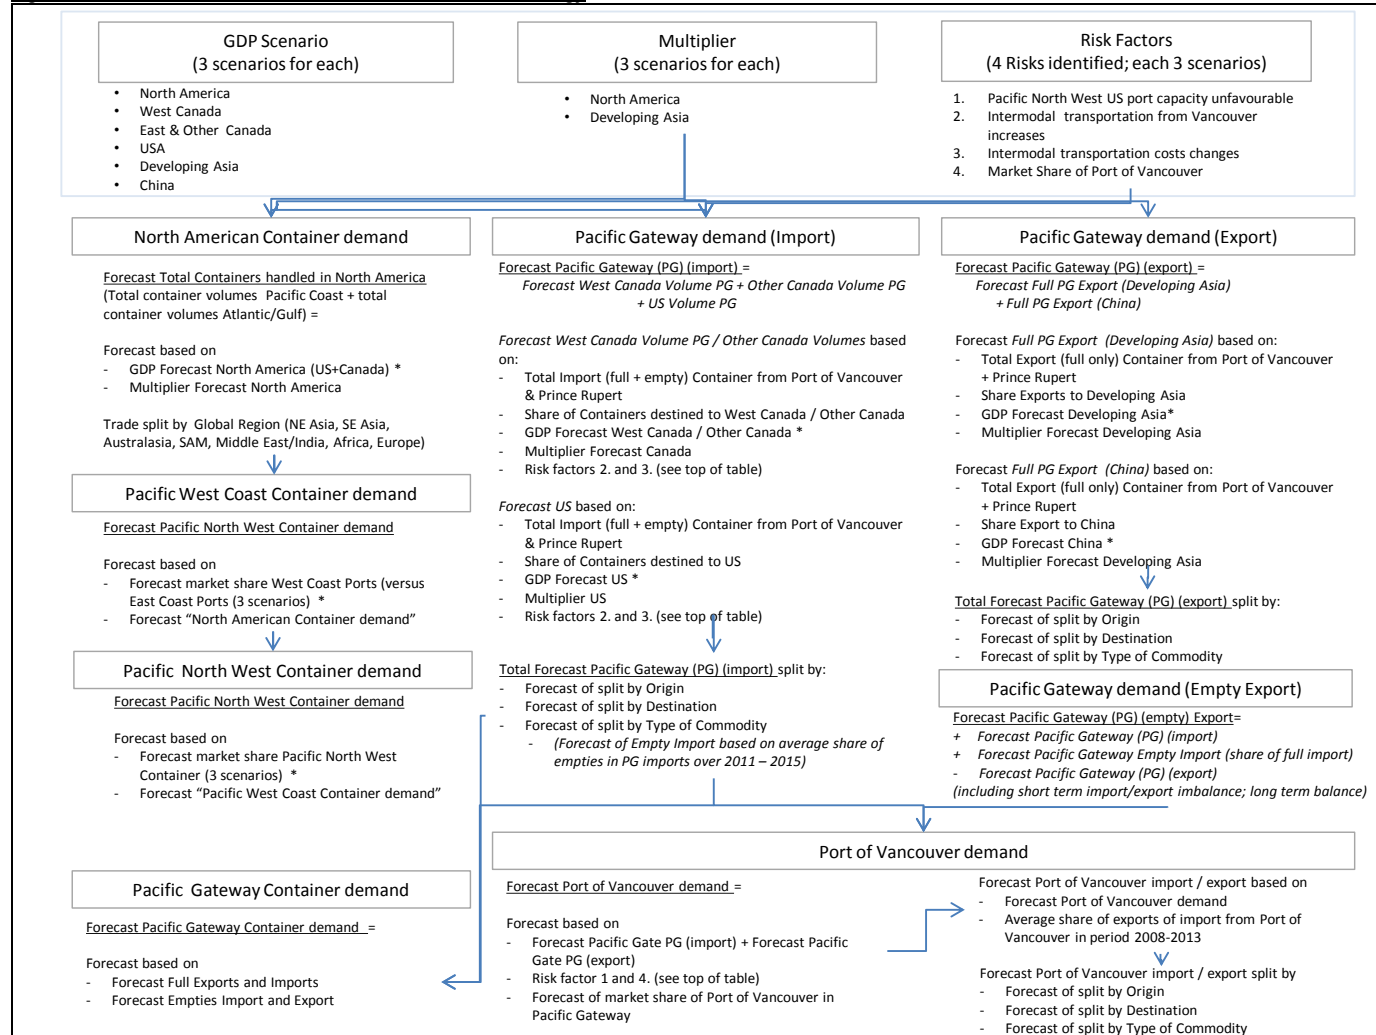 GDP Scenario
(3 scenarios for each)
• North America
• West Canada
• East & Other Canada
• USA
• Developing Asia
• China
Multiplier
(3 scenarios for each)
• North America
• Developing Asia
Risk Factors
(4 Risks identified; each 3 scenarios)
1. Pacific North West US port capacity unfavourable
2. Intermodal transportation from Vancouver
increases
3. Intermodal transportation costs changes
4. Market Share of Port of Vancouver
North American Container demand
Forecast Total Containers handled in North America
(Total container volumes Pacific Coast + total
container volumes Atlantic/Gulf) =
Forecast based on
- GDP Forecast North America (US+Canada) *
- Multiplier Forecast North America
Trade split by Global Region (NE Asia, SE Asia,
Australasia, SAM, Middle East/India, Africa, Europe)
Pacific West Coast Container demand
Forecast Pacific North West Container demand
Forecast based on
- Forecast market share West Coast Ports (versus
East Coast Ports (3 scenarios) *
- Forecast "North American Container demand"
Pacific North West Container demand
Forecast Pacific North West Container demand
Forecast based on
- Forecast market share Pacific North West
Container (3 scenarios) *
- Forecast "Pacific West Coast Container demand"
Pacific Gateway Container demand
Forecast Pacific Gateway Container demand =
Forecast based on
- Forecast Full Exports and Imports
- Forecast Empties Import and Export
Pacific Gateway demand (Import)
Forecast Pacific Gateway (PG) (import) =
Forecast West Canada Volume PG + Other Canada Volume PG
+ US Volume PG
Forecast West Canada Volume PG / Other Canada Volumes based
on:
- Total Import (full + empty) Container from Port of Vancouver
& Prince Rupert
- Share of Containers destined to West Canada / Other Canada
- GDP Forecast West Canada / Other Canada *
- Multiplier Forecast Canada
- Risk factors 2. and 3. (see top of table)
Forecast US based on:
- Total Import (full + empty) Container from Port of Vancouver
& Prince Rupert
- Share of Containers destined to US
- GDP Forecast US *
- Multiplier US
- Risk factors 2. and 3. (see top of table)
Total Forecast Pacific Gateway (PG) (import) split by:
- Forecast of split by Origin
- Forecast of split by Destination
- Forecast of split by Type of Commodity
- (Forecast of Empty Import based on average share of
empties in PG imports over 2011 – 2015)
Pacific Gateway demand (Export)
Forecast Pacific Gateway (PG) (export) =
Forecast Full PG Export (Developing Asia)
+ Full PG Export (China)
Forecast Full PG Export (Developing Asia) based on:
- Total Export (full only) Container from Port of Vancouver
+ Prince Rupert
- Share Exports to Developing Asia
- GDP Forecast Developing Asia*
- Multiplier Forecast Developing Asia
Forecast Full PG Export (China) based on:
- Total Export (full only) Container from Port of Vancouver
+ Prince Rupert
- Share Export to China
- GDP Forecast China *
- Multiplier Forecast Developing Asia
Total Forecast Pacific Gateway (PG) (export) split by:
- Forecast of split by Origin
- Forecast of split by Destination
- Forecast of split by Type of Commodity
Pacific Gateway demand (Empty Export)
Forecast Pacific Gateway (PG) (empty) Export=
+ Forecast Pacific Gateway (PG) (import)
+ Forecast Pacific Gateway Empty Import (share of full import)
- Forecast Pacific Gateway (PG) (export)
(including short term import/export imbalance; long term balance)
Port of Vancouver demand
Forecast Port of Vancouver demand =
Forecast based on
- Forecast Pacific Gate PG (import) + Forecast Pacific
Gate PG (export)
- Risk factor 1 and 4. (see top of table)
- Forecast of market share of Port of Vancouver in
Pacific Gateway
Forecast Port of Vancouver import / export based on
- Forecast Port of Vancouver demand
- Average share of exports of import from Port of
Vancouver in period 2008-2013
Forecast Port of Vancouver import / export split by
- Forecast of split by Origin
- Forecast of split by Destination
- Forecast of split by Type of Commodity